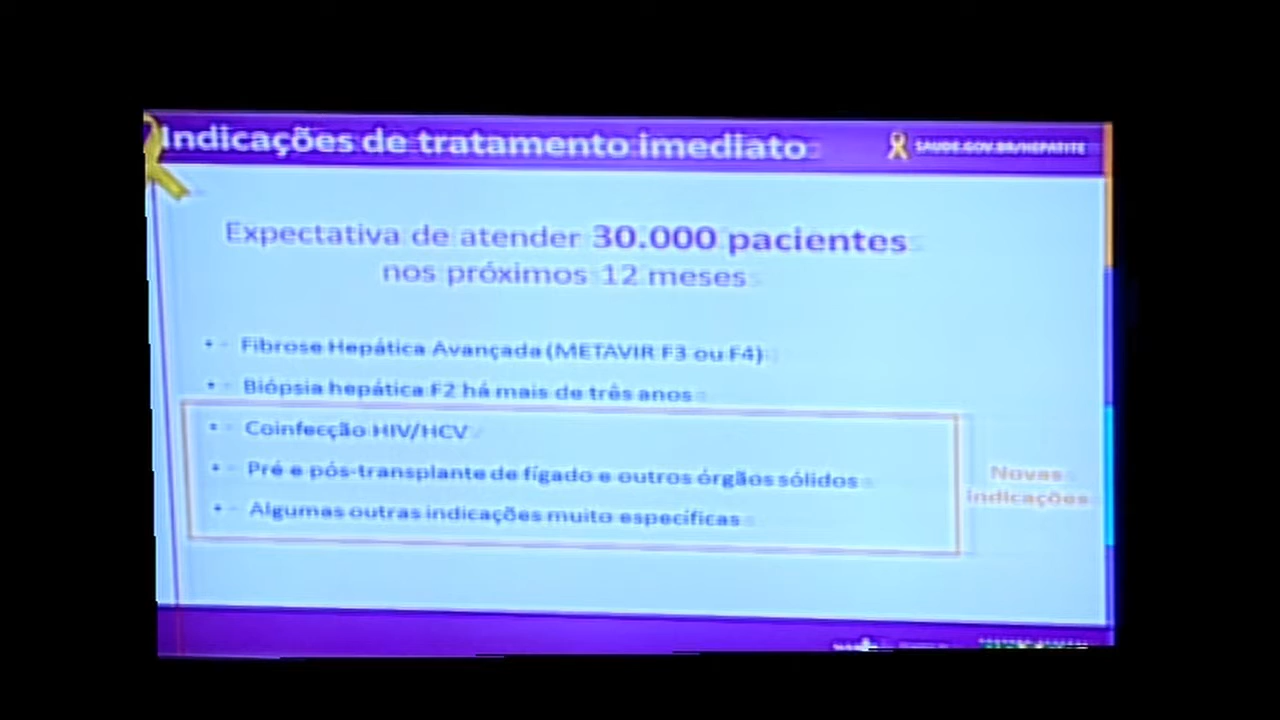 Indicações de tratamento imediato
SAUDE.GOV.BR/HEPATITE
Expectativa de atender 30.000 pacientes
nos próximos 12 meses
• Fibrose Hepática Avançada (METAVIR F3 ou F4)
• Biópsia hepática F2 há mais de três anos
• Coinfecção HIV/HCV
• Pré e pós-transplante de fígado e outros órgãos sólidos
• Algumas outras indicações muito específicas
Novas
indicações